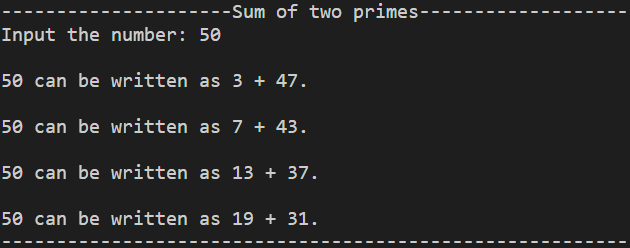 ---------------------Sum of two primes-------------------
Input the number: 50
50 can be written as 3 + 47.
50 can be written as 7 + 43.
50 can be written as 13 + 37.
50 can be written as 19 + 31.
---------------------------------------------------------